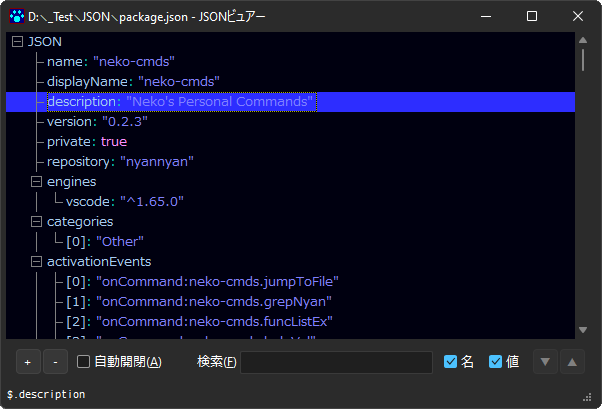 D:\_Test\JSON\package.json - JSONビュアー
JSON
name: "neko-cmds"
displayName: "neko-cmds"
description: "Neko's Personal Commands"
version: "0.2.3"
private: true
repository: "nyannyan"
engines
vscode: "^1.65.0"
categories
[0]: "Other"
activationEvents
[0]: "onCommand:neko-cmds.jumpToFile"
[1]: "onCommand:neko-cmds.grepNyan"
[2]: "onCommand:neko-cmds.funcListEx"
+ - 自動開閉(A) 検索(F) 名 値 ▼ ▲
$.description